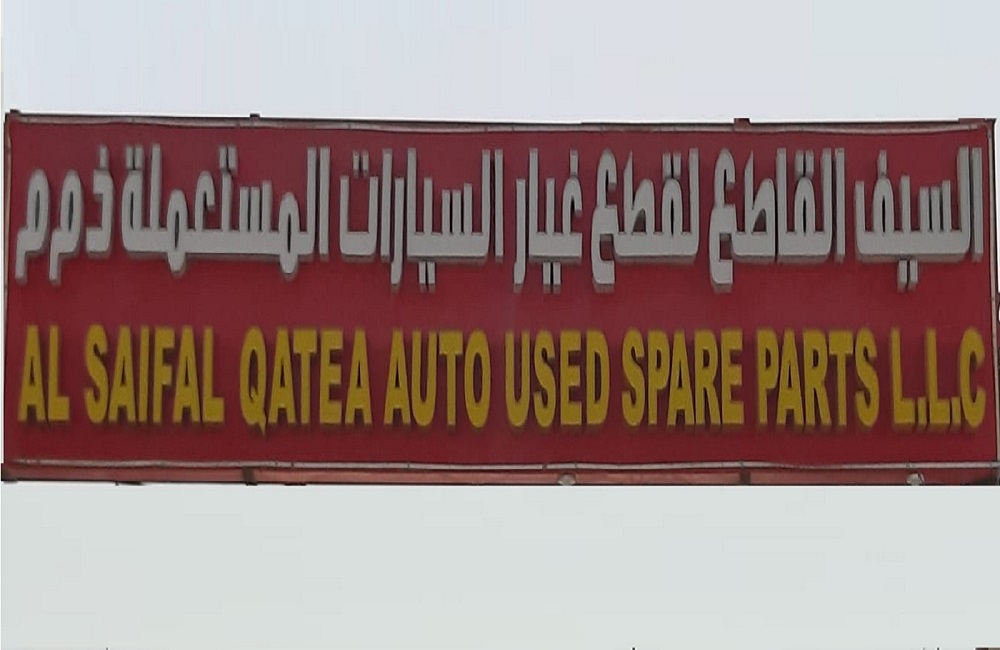 السيف القاطع لقطع غيار السيارات المستعملة ذ م م
AL SAIFAL QATEA AUTO USED SPARE PARTS L.L.C